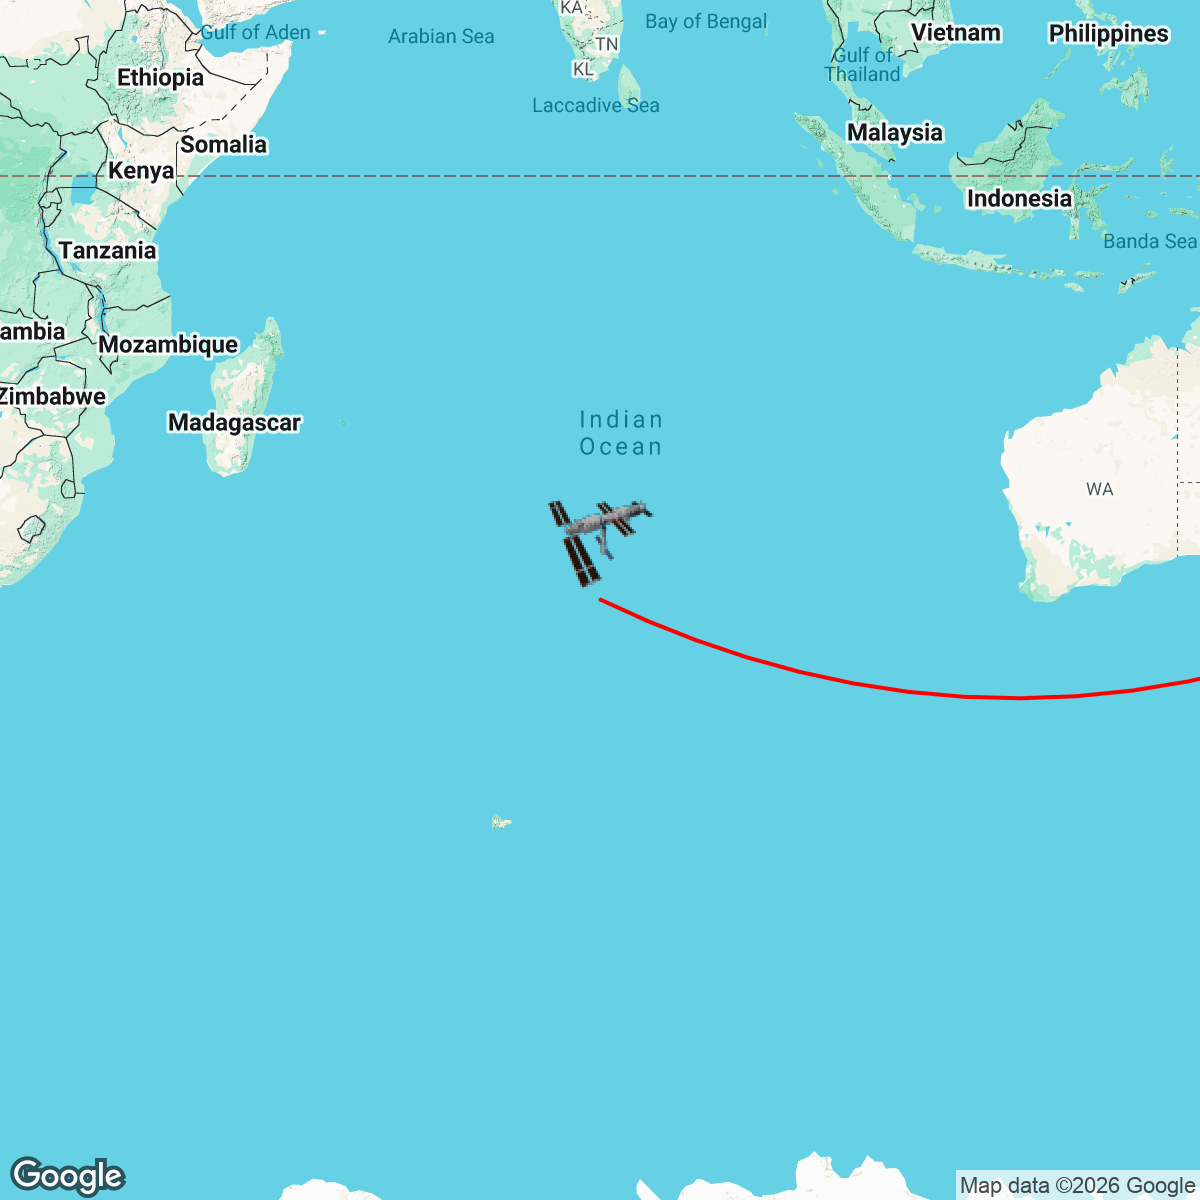 KA
Bay of Bengal
Gulf of Aden
Arabian Sea
Vietnam
Philippines
TN
Gulf of
Thailand
KL
Ethiopia
Laccadive Sea
Malaysia
Somalia
Kenya
Indonesia
Banda Sea
Tanzania
ambia
Mozambique
Zimbabwe
Madagascar
Indian
Ocean
WA
Google
Map data ©2026 Google